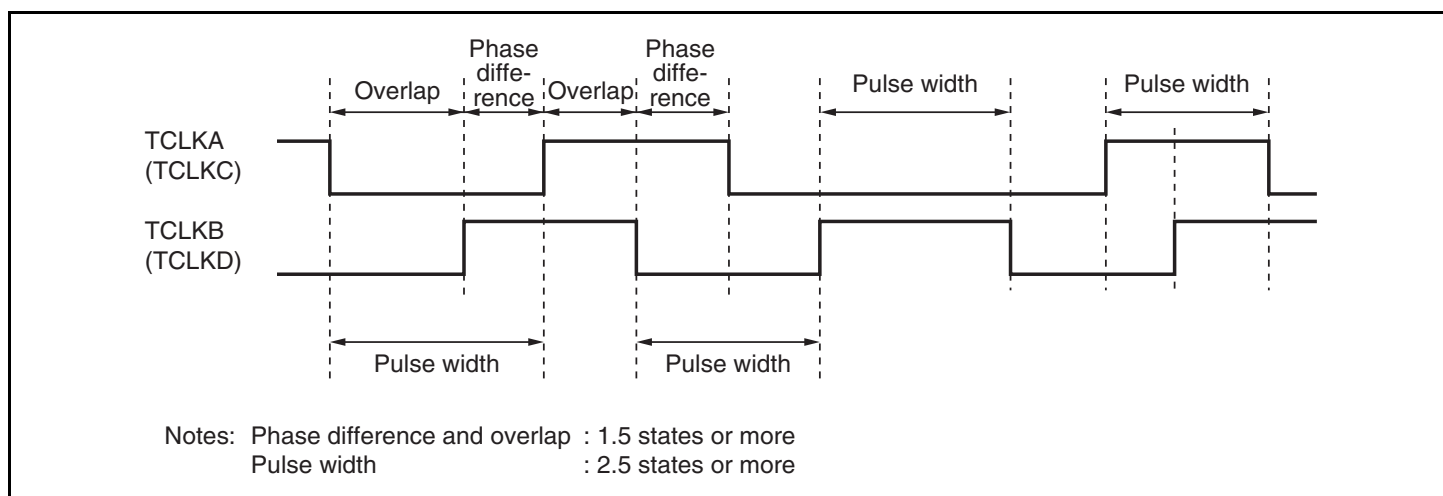 Phase
diffe-
rence
Phase
diffe-
rence
Overlap
Overlap
Pulse width
Pulse width
TCLKA
(TCLKC)
TCLKB
(TCLKD)
Pulse width
Pulse width
Notes: Phase difference and overlap : 1.5 states or more
Pulse width : 2.5 states or more